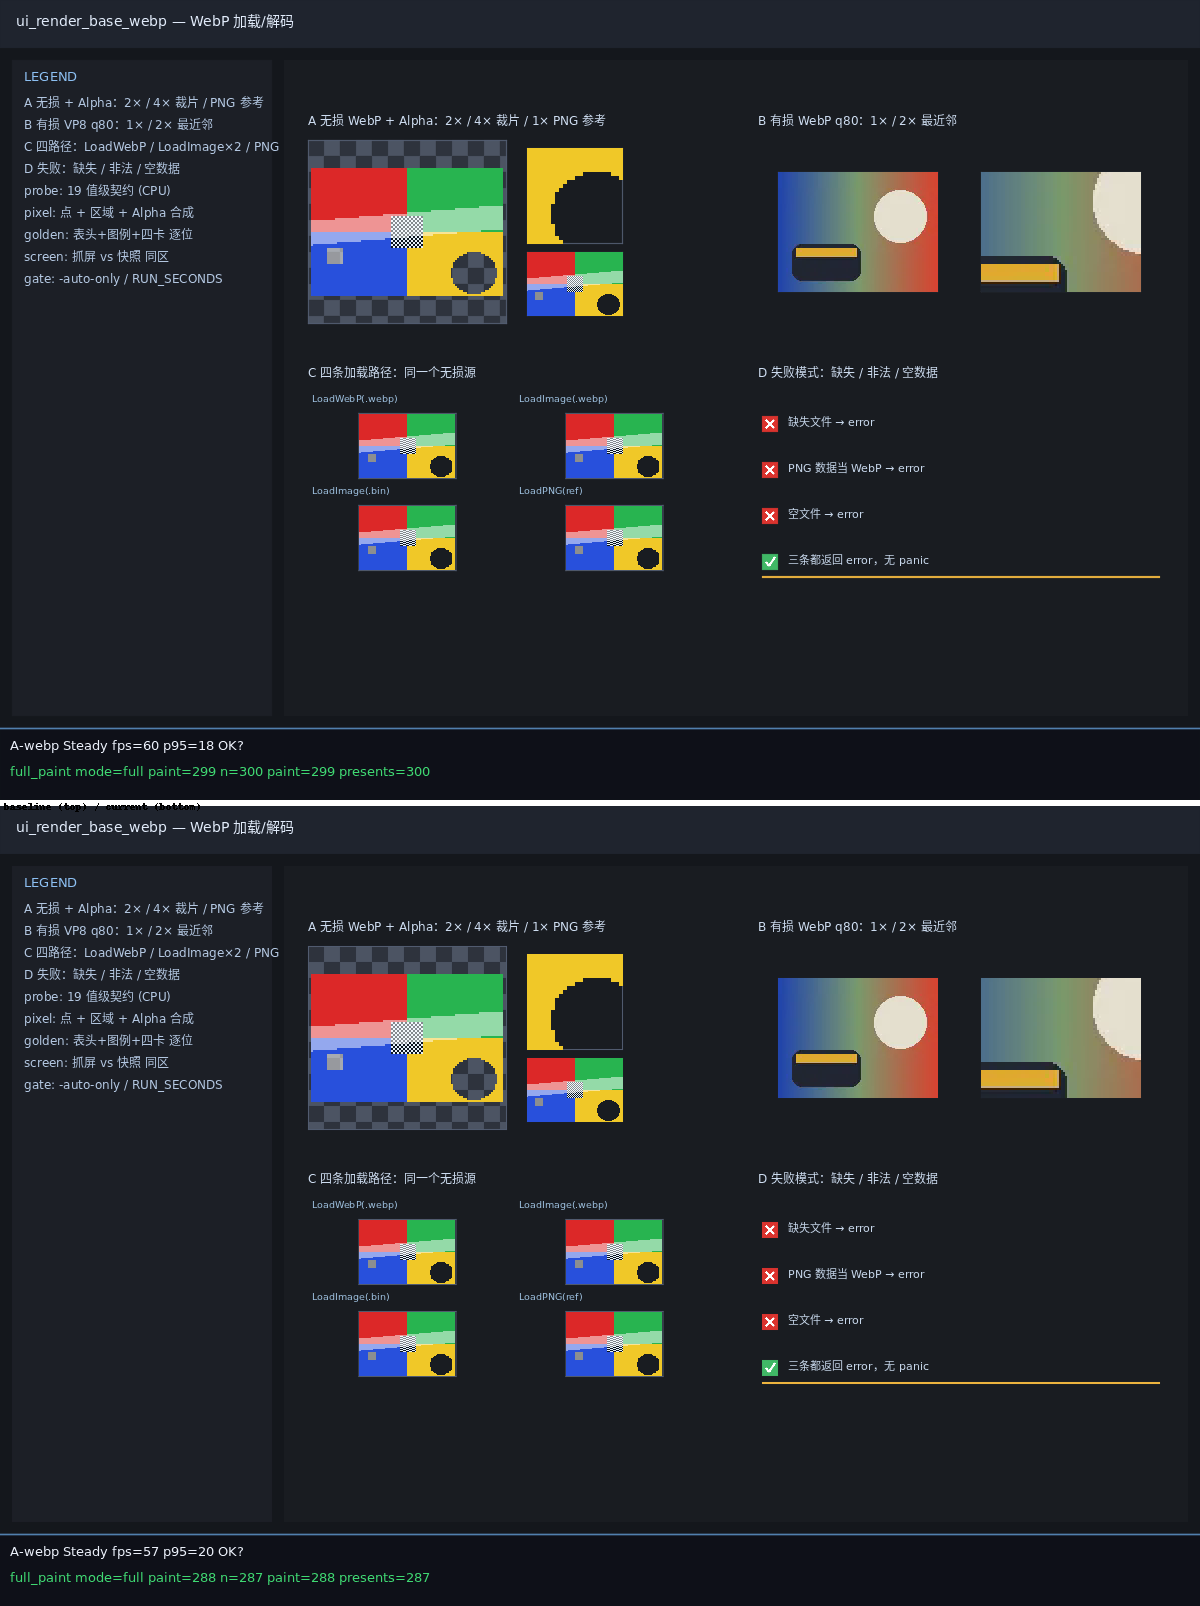 ui_render_base_webp — WebP 加载/解码
LEGEND
A 无损 + Alpha：2× / 4× 裁片 / PNG 参考
B 有损 VP8 q80：1× / 2× 最近邻
C 四路径：LoadWebP / LoadImage×2 / PNG
D 失败：缺失 / 非法 / 空数据
probe: 19 值级契约 (CPU)
pixel: 点 + 区域 + Alpha 合成
golden: 表头+图例+四卡 逐位
screen: 抓屏 vs 快照 同区
gate: -auto-only / RUN_SECONDS
A 无损 WebP + Alpha：2× / 4× 裁片 / 1× PNG 参考
B 有损 WebP q80：1× / 2× 最近邻
C 四条加载路径：同一个无损源
LoadWebP(.webp)
LoadImage(.webp)
LoadImage(.bin)
LoadPNG(ref)
D 失败模式：缺失 / 非法 / 空数据
缺失文件 → error
PNG 数据当 WebP → error
空文件 → error
三条都返回 error，无 panic
A-webp Steady fps=60 p95=18 OK?
full_paint mode=full paint=299 n=300 paint=299 presents=300
baseline (top) / current (bottom)
ui_render_base_webp — WebP 加载/解码
LEGEND
A 无损 + Alpha：2× / 4× 裁片 / PNG 参考
B 有损 VP8 q80：1× / 2× 最近邻
C 四路径：LoadWebP / LoadImage×2 / PNG
D 失败：缺失 / 非法 / 空数据
probe: 19 值级契约 (CPU)
pixel: 点 + 区域 + Alpha 合成
golden: 表头+图例+四卡 逐位
screen: 抓屏 vs 快照 同区
gate: -auto-only / RUN_SECONDS
A 无损 WebP + Alpha：2× / 4× 裁片 / 1× PNG 参考
B 有损 WebP q80：1× / 2× 最近邻
C 四条加载路径：同一个无损源
LoadWebP(.webp)
LoadImage(.webp)
LoadImage(.bin)
LoadPNG(ref)
D 失败模式：缺失 / 非法 / 空数据
缺失文件 → error
PNG 数据当 WebP → error
空文件 → error
三条都返回 error，无 panic
A-webp Steady fps=57 p95=20 OK?
full_paint mode=full paint=288 n=287 paint=288 presents=287